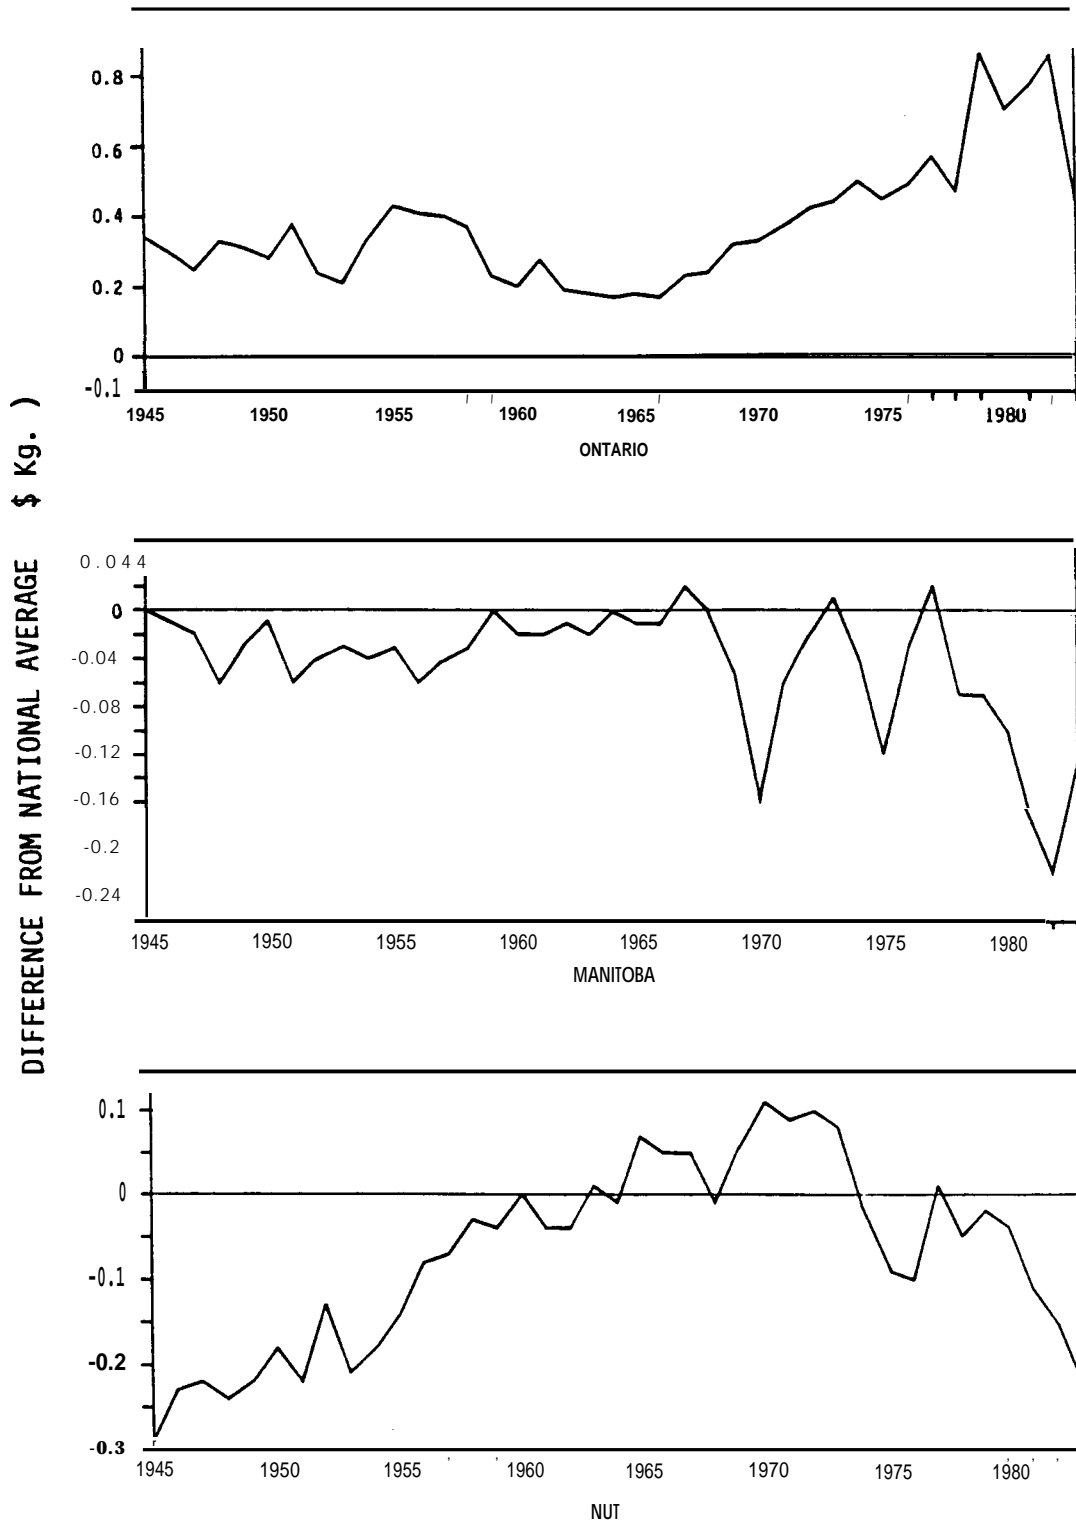 DIFFERENCE FROM NATIONAL AVERAGE $ Kg. )
0.8
0.6
0.4
0.2
0
-0.1
1945 1950 1955 1960 1965 1970 1975 1980
ONTARIO
0.044
0
-0.04
-0.08
-0.12
-0.16
-0.2
-0.24
1945 1950 1955 1960 1965 1970 1975 1980
MANITOBA
0.1
0
-0.1
-0.2
-0.3
1945 1950 1955 1960 1965 1970 1975 1980
NUT